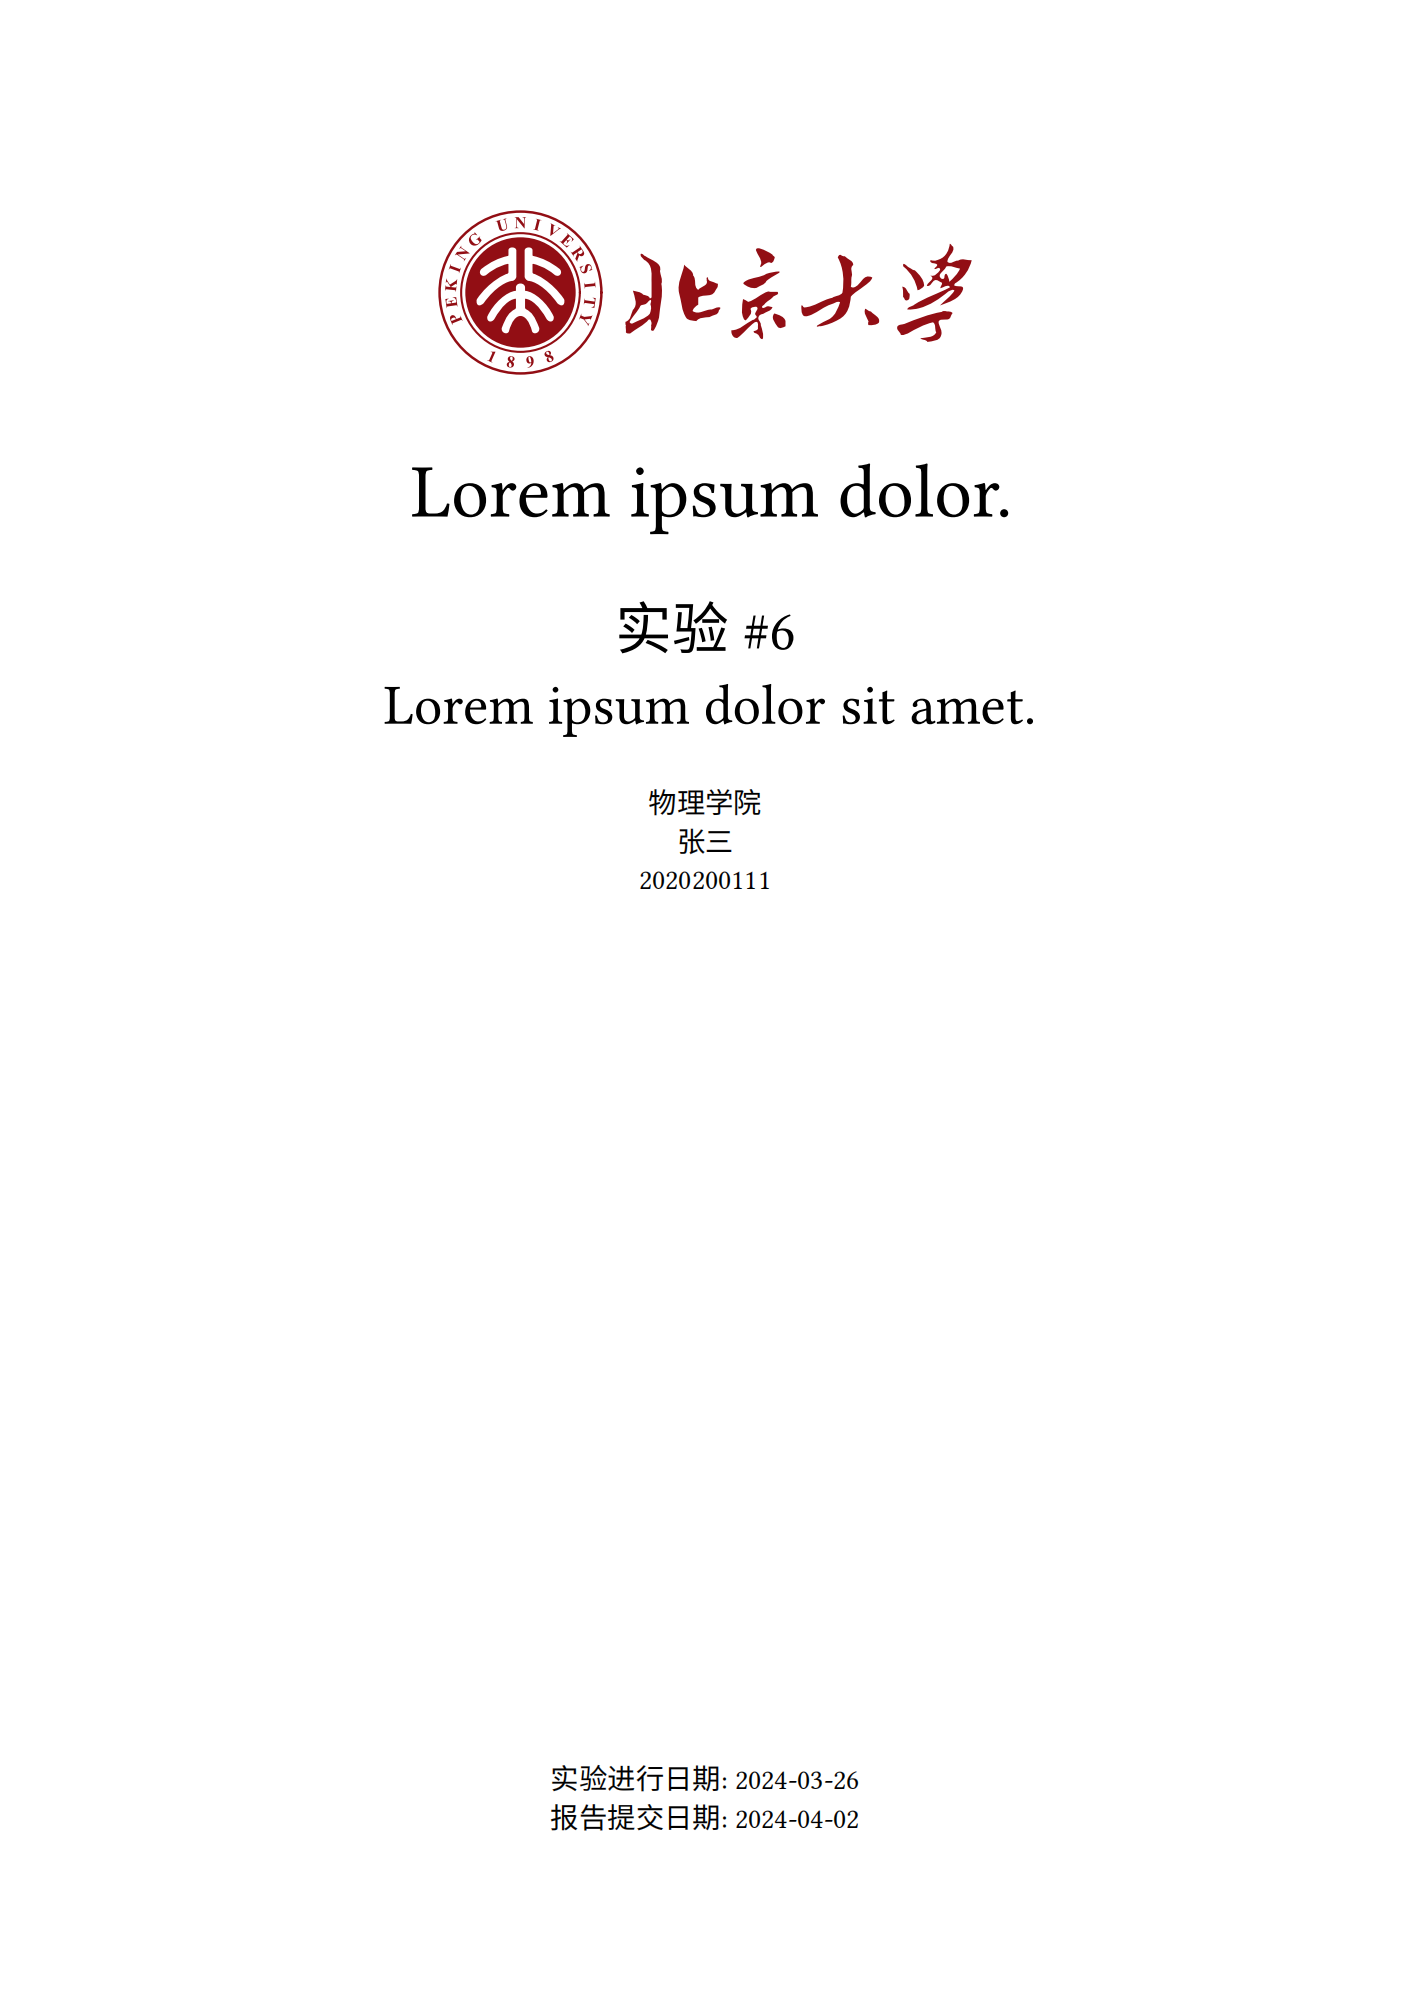 PEKING UNIVERSITY
1898
北京大学
Lorem ipsum dolor.
实验 #6
Lorem ipsum dolor sit amet.
物理学院
张三
2020200111
实验进行日期: 2024-03-26
报告提交日期: 2024-04-02